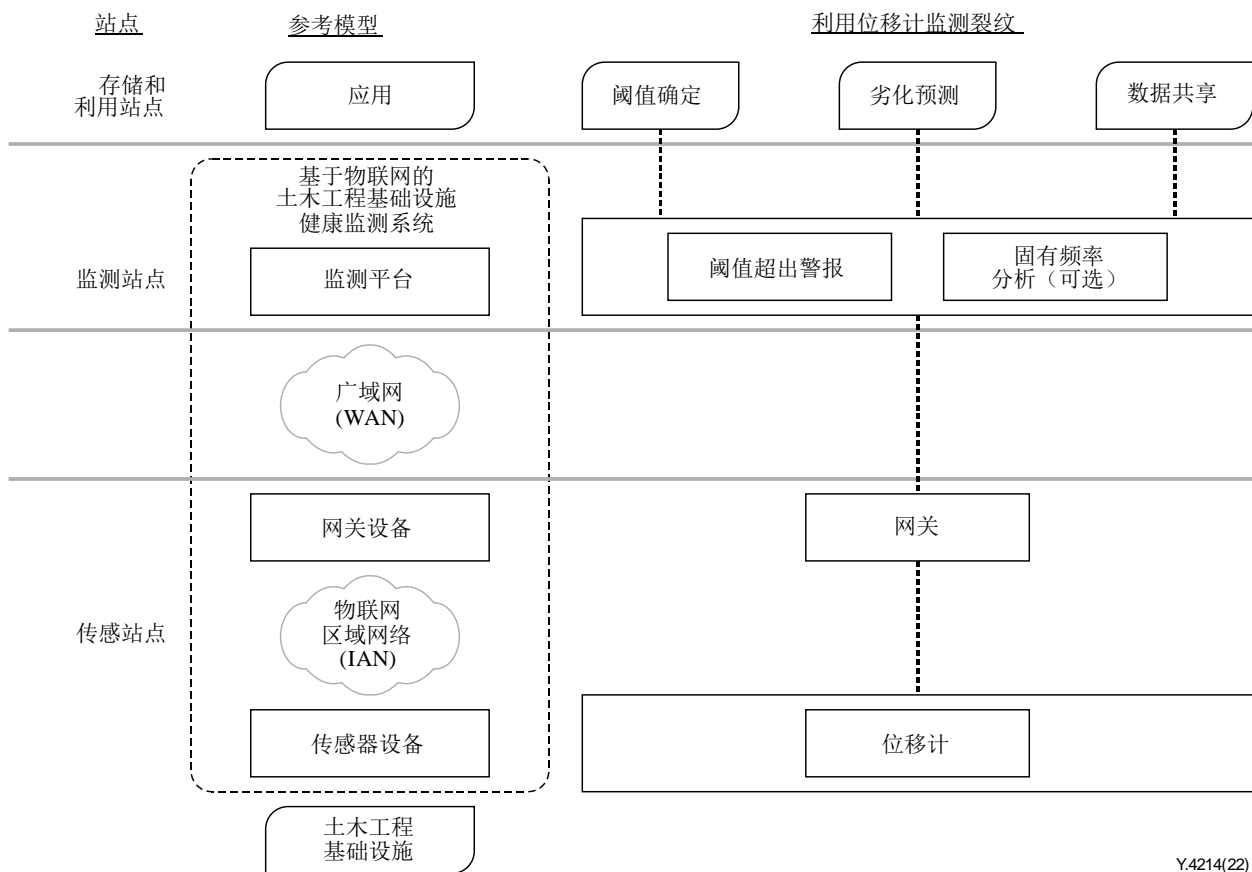 站点
参考模型
利用位移计监测裂纹
存储和
利用站点
应用
阈值确定
劣化预测
数据共享
基于物联网的
土木工程基础设施
健康监测系统
监测站点
监测平台
阈值超出警报
固有频率
分析（可选）
广域网
(WAN)
网关设备
网关
传感站点
物联网
区域网络
(IAN)
传感器设备
位移计
土木工程
基础设施
Y.4214(22)